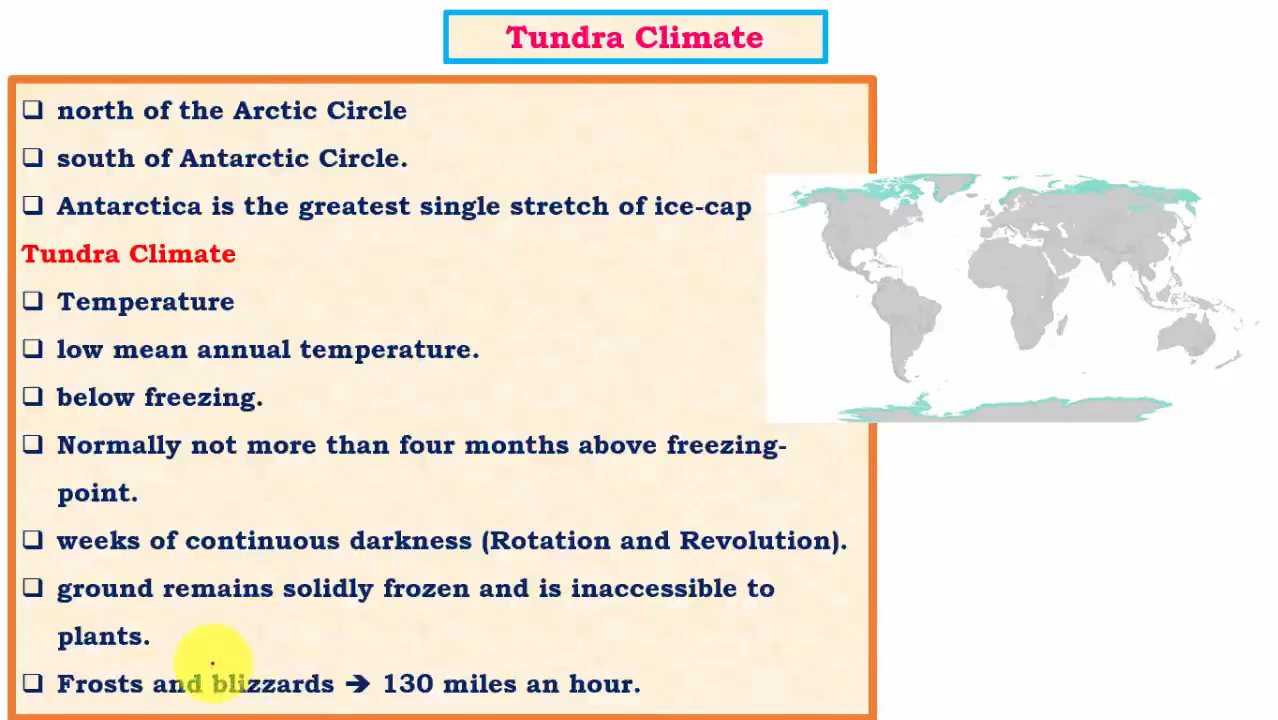 Tundra Climate
❑ north of the Arctic Circle
❑ south of Antarctic Circle.
❑ Antarctica is the greatest single stretch of ice-cap
Tundra Climate
❑ Temperature
❑ low mean annual temperature.
❑ below freezing.
❑ Normally not more than four months above freezing-
point.
❑ weeks of continuous darkness (Rotation and Revolution).
❑ ground remains solidly frozen and is inaccessible to
plants.
❑ Frosts and blizzards ➔ 130 miles an hour.